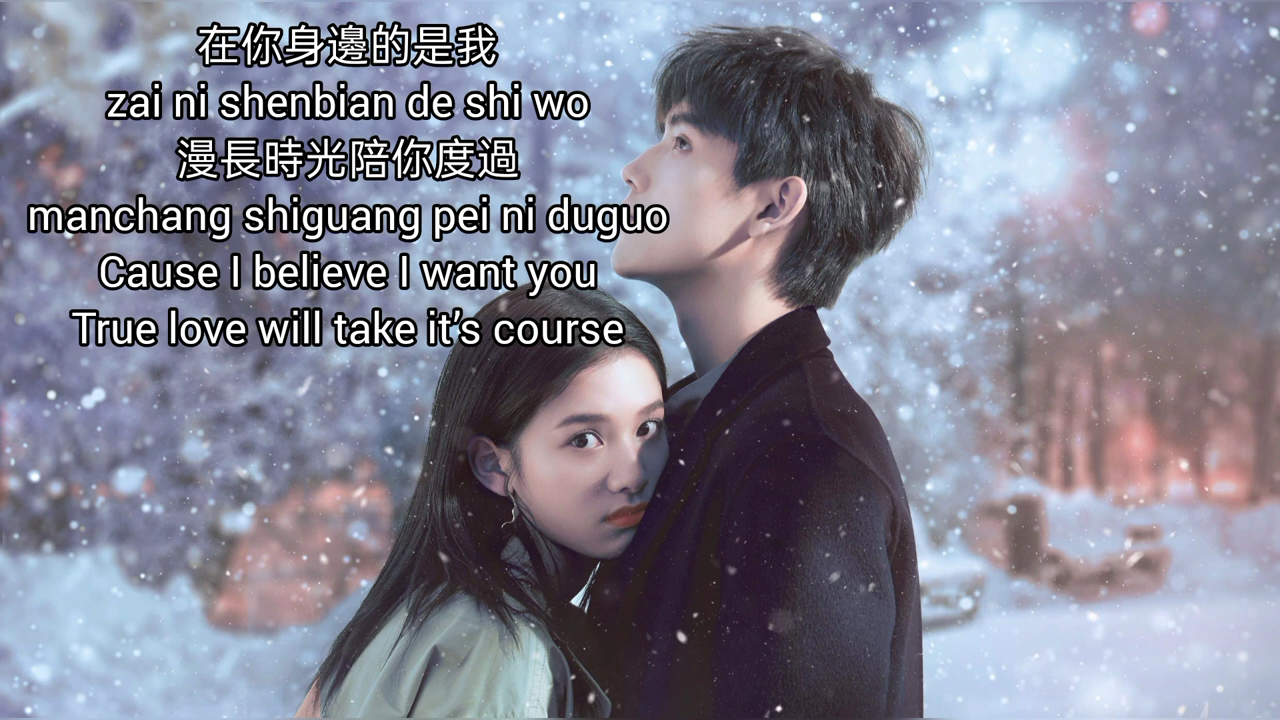 在你身邊的是我
zai ni shenbian de shi wo
漫長時光陪你度過
manchang shiguang pei ni duguo
Cause I believe I want you
True love will take it’s course